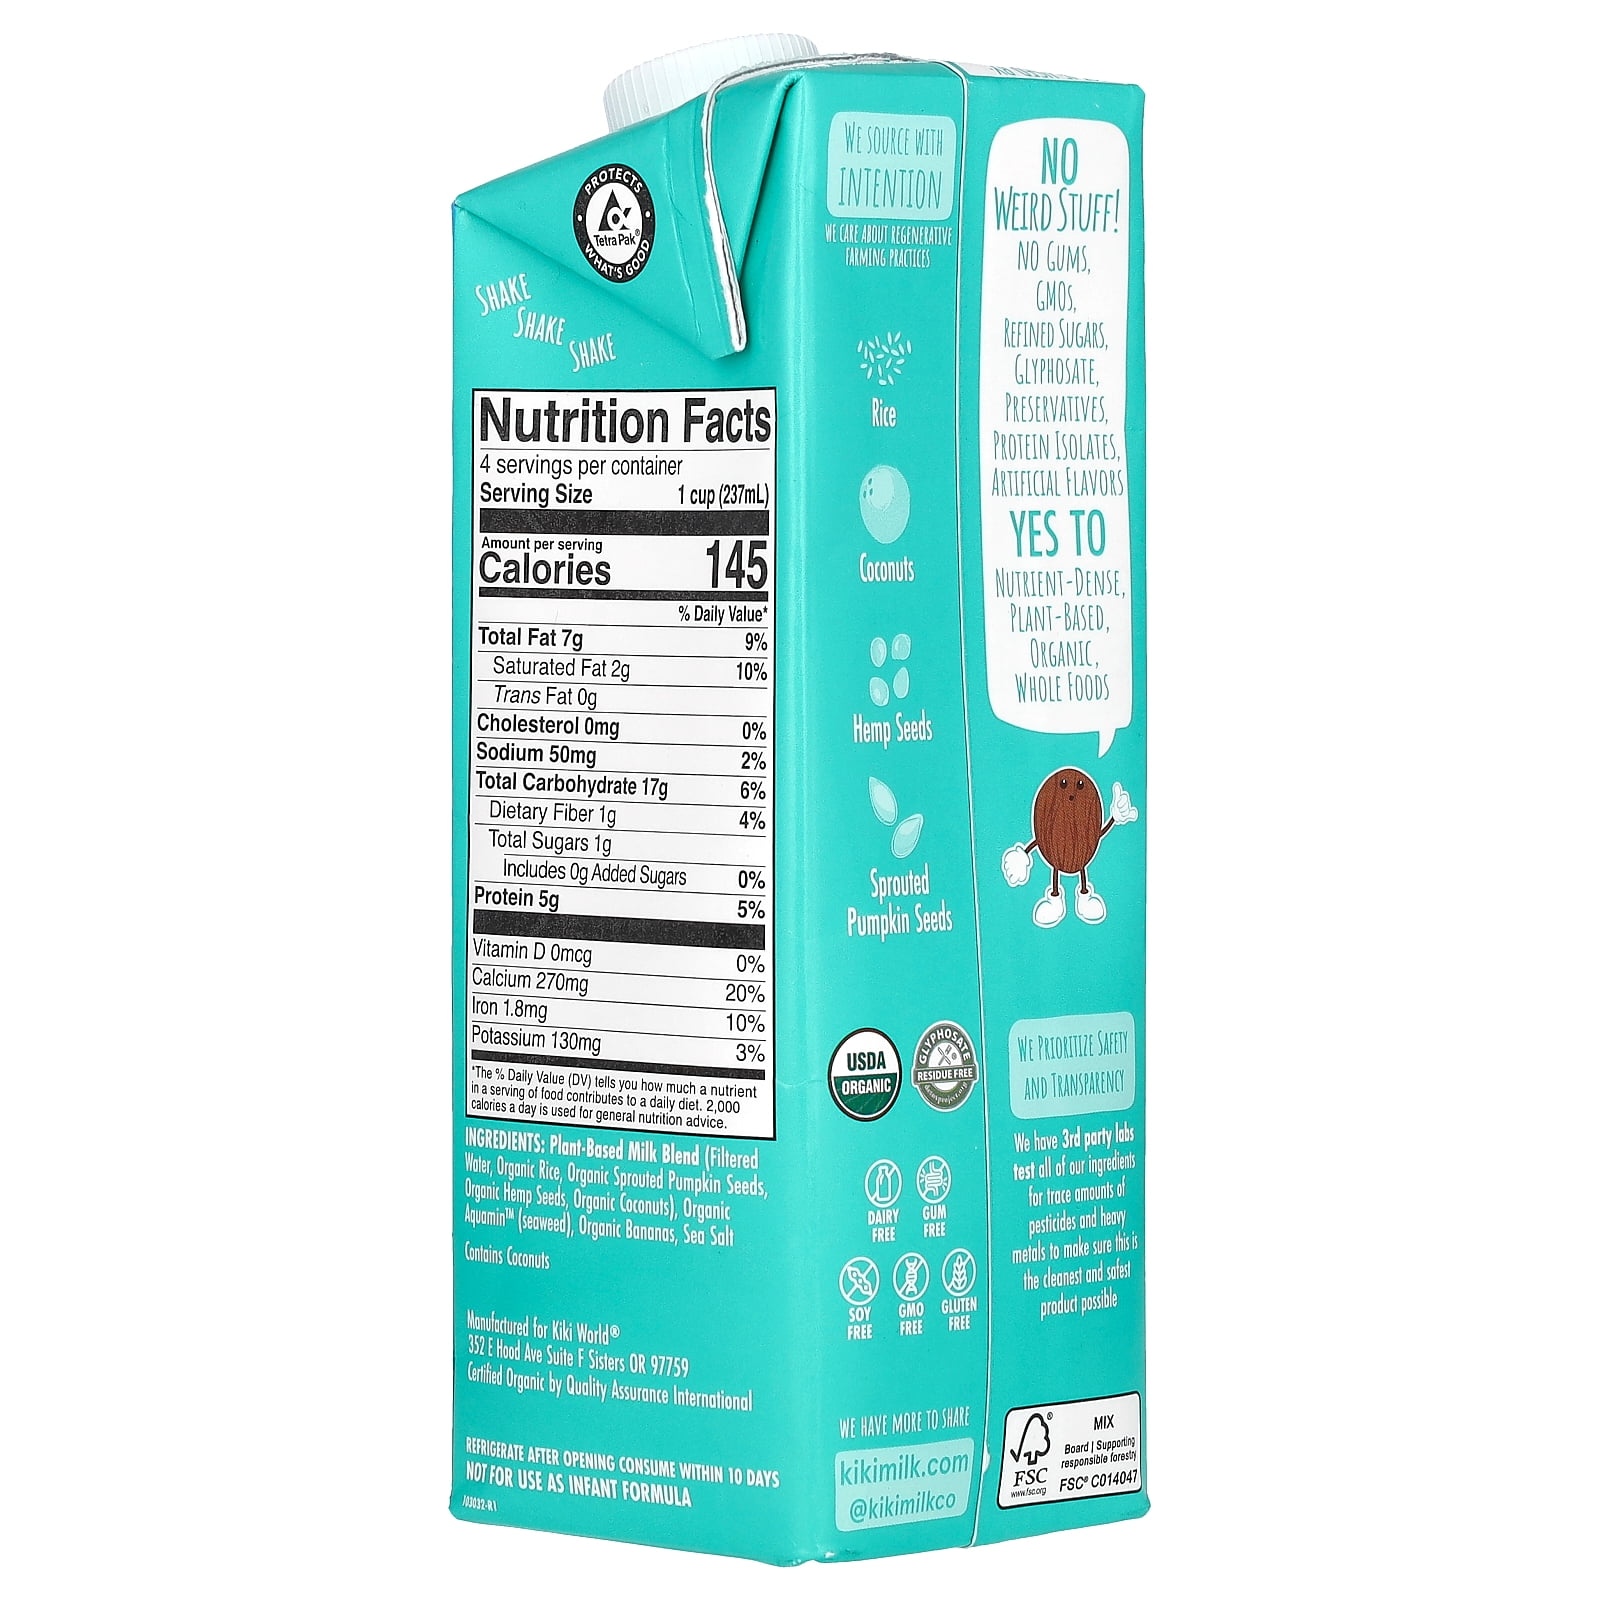 PROTECTS
Tetra Pak®
WHAT'S GOOD
SHAKE
SHAKE
SHAKE
Nutrition Facts
4 servings per container
Serving Size 1 cup (237mL)
Amount per serving
Calories 145
% Daily Value*
Total Fat 7g 9%
Saturated Fat 2g 10%
Trans Fat 0g
Cholesterol 0mg 0%
Sodium 50mg 2%
Total Carbohydrate 17g 6%
Dietary Fiber 1g 4%
Total Sugars 1g
Includes 0g Added Sugars 0%
Protein 5g 5%
Vitamin D 0mcg 0%
Calcium 270mg 20%
Iron 1.8mg 10%
Potassium 130mg 3%
*The % Daily Value (DV) tells you how much a nutrient
in a serving of food contributes to a daily diet. 2,000
calories a day is used for general nutrition advice.
INGREDIENTS: Plant-Based Milk Blend (Filtered
Water, Organic Rice, Organic Sprouted Pumpkin Seeds,
Organic Hemp Seeds, Organic Coconuts), Organic
Aquamin™ (seaweed), Organic Bananas, Sea Salt
Contains Coconuts
Manufactured for Kiki World®
352 E Hood Ave Suite F Sisters OR 97759
Certified Organic by Quality Assurance International
REFRIGERATE AFTER OPENING CONSUME WITHIN 10 DAYS
NOT FOR USE AS INFANT FORMULA
J03032-R1
WE SOURCE WITH
INTENTION
WE CARE ABOUT REGENERATIVE
FARMING PRACTICES
Rice
Coconuts
Hemp Seeds
Sprouted
Pumpkin Seeds
USDA
ORGANIC
GLYPHOSATE
RESIDUE FREE
detoxproject.org
DAIRY
FREE
GUM
FREE
SOY
FREE
GMO
FREE
GLUTEN
FREE
WE HAVE MORE TO SHARE
kikimilk.com
@kikimilkco
NO
WEIRD STUFF!
NO GUMS,
GMOS,
REFINED SUGARS,
GLYPHOSATE,
PRESERVATIVES,
PROTEIN ISOLATES,
ARTIFICIAL FLAVORS
YES TO
NUTRIENT-DENSE,
PLANT-BASED,
ORGANIC,
WHOLE FOODS
WE PRIORITIZE SAFETY
AND TRANSPARENCY
We have 3rd party labs
test all of our ingredients
for trace amounts of
pesticides and heavy
metals to make sure this is
the cleanest and safest
product possible
FSC
www.fsc.org
MIX
Board | Supporting
responsible forestry
FSC® C014047